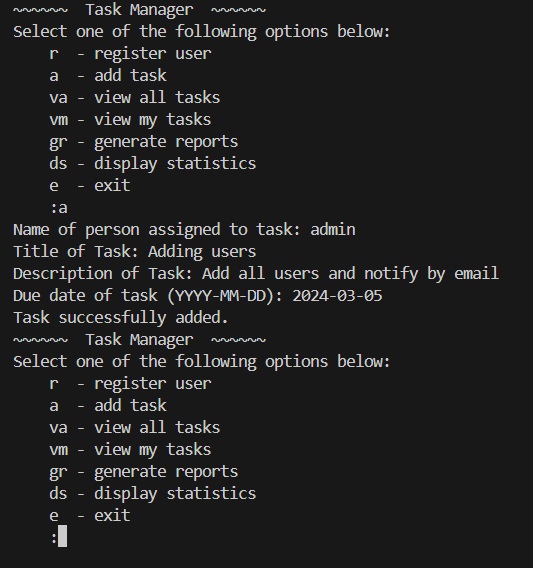 ~~~~~~  Task Manager  ~~~~~~
Select one of the following options below:
    r  - register user
    a  - add task
    va - view all tasks
    vm - view my tasks
    gr - generate reports
    ds - display statistics
    e  - exit
    :a
Name of person assigned to task: admin
Title of Task: Adding users
Description of Task: Add all users and notify by email
Due date of task (YYYY-MM-DD): 2024-03-05
Task successfully added.
~~~~~~  Task Manager  ~~~~~~
Select one of the following options below:
    r  - register user
    a  - add task
    va - view all tasks
    vm - view my tasks
    gr - generate reports
    ds - display statistics
    e  - exit
    :